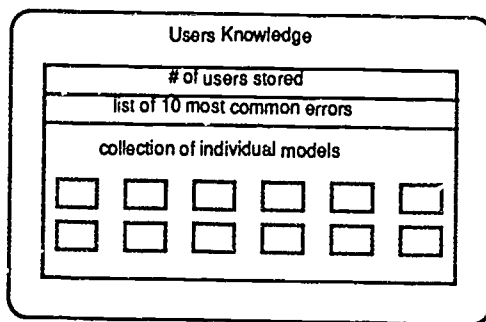 Users Knowledge
# of users stored
list of 10 most common errors
collection of individual models